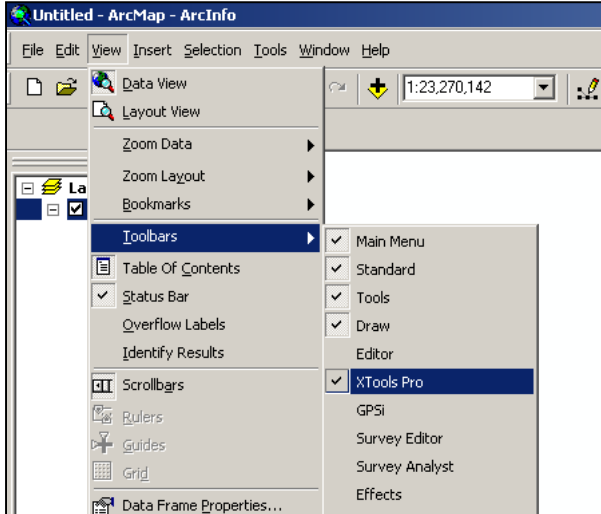 Untitled - ArcMap - ArcInfo
File Edit View Insert Selection Tools Window Help
1:23,270,142
Data View
Layout View
Zoom Data
Zoom Layout
Bookmarks
La
Toolbars
Table Of Contents
Status Bar
Overflow Labels
Identify Results
Scrollbars
Rulers
Guides
Grid
Data Frame Properties...
Main Menu
Standard
Tools
Draw
Editor
XTools Pro
GPSi
Survey Editor
Survey Analyst
Effects